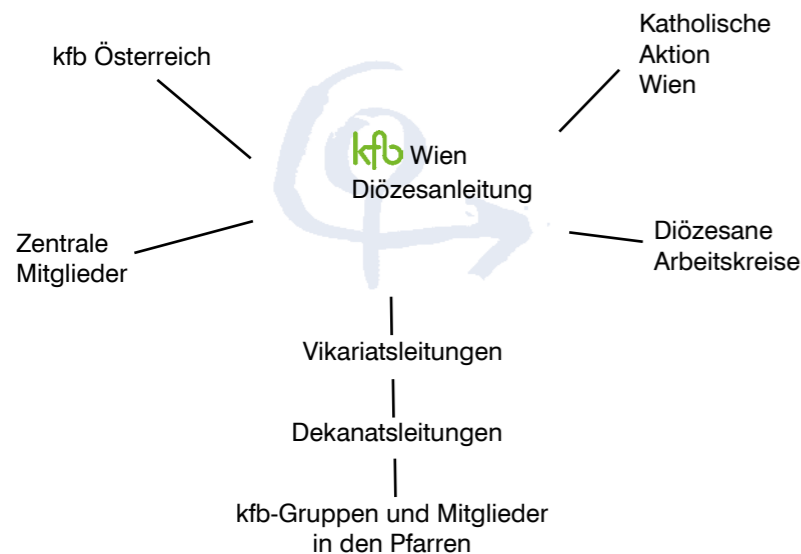 kfb Österreich
Katholische
Aktion
Wien
kfb Wien
Diözesanleitung
Zentrale
Mitglieder
Diözesane
Arbeitskreise
Vikariatsleitungen
Dekanatsleitungen
kfb-Gruppen und Mitglieder
in den Pfarren